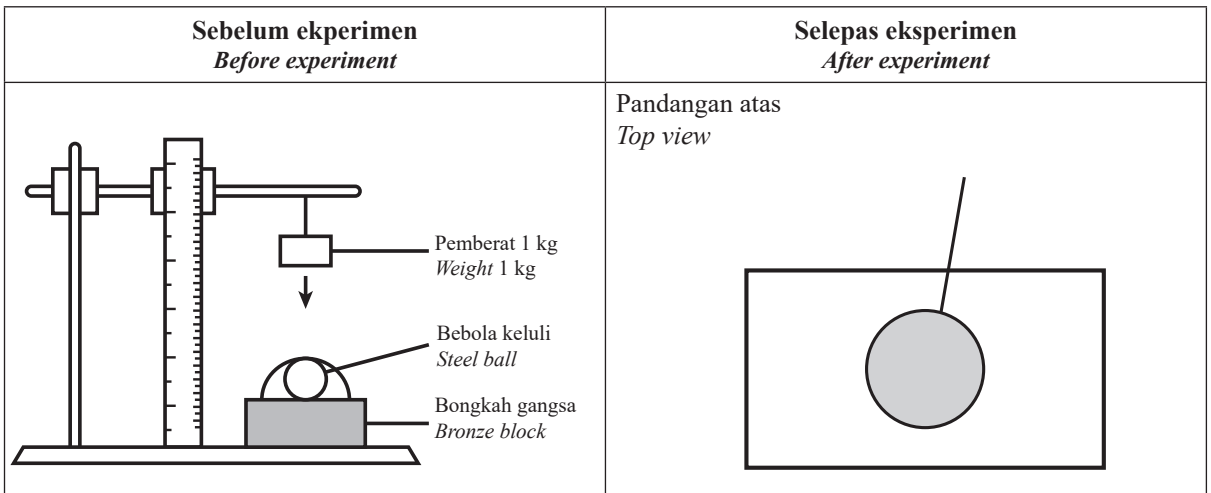 Sebelum ekperimen
Before experiment
Selepas eksperimen
After experiment
Pandangan atas
Top view
Pemberat 1 kg
Weight 1 kg
Bebola keluli
Steel ball
Bongkah gangsa
Bronze block